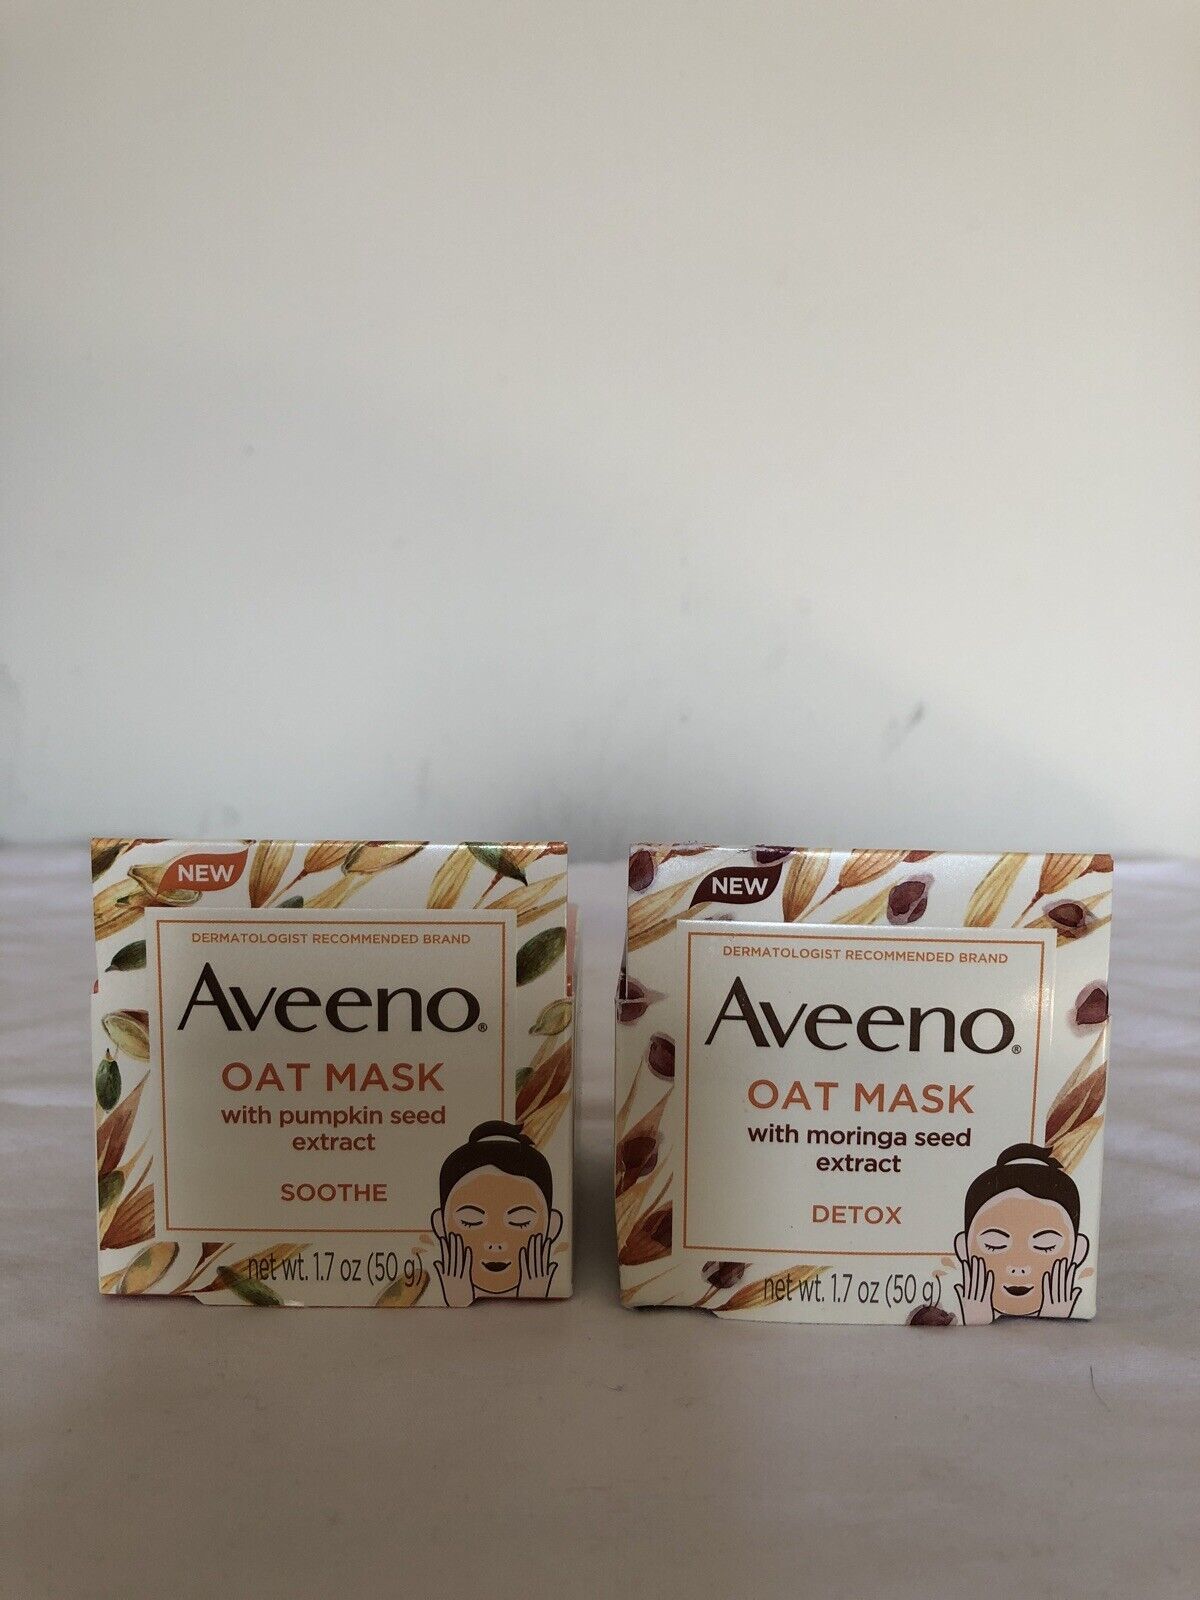 NEW
DERMATOLOGIST RECOMMENDED BRAND
Aveeno®
OAT MASK
with pumpkin seed
extract
SOOTHE
net wt. 1.7 oz (50 g)
NEW
DERMATOLOGIST RECOMMENDED BRAND
Aveeno®
OAT MASK
with moringa seed
extract
DETOX
net wt. 1.7 oz (50 g)